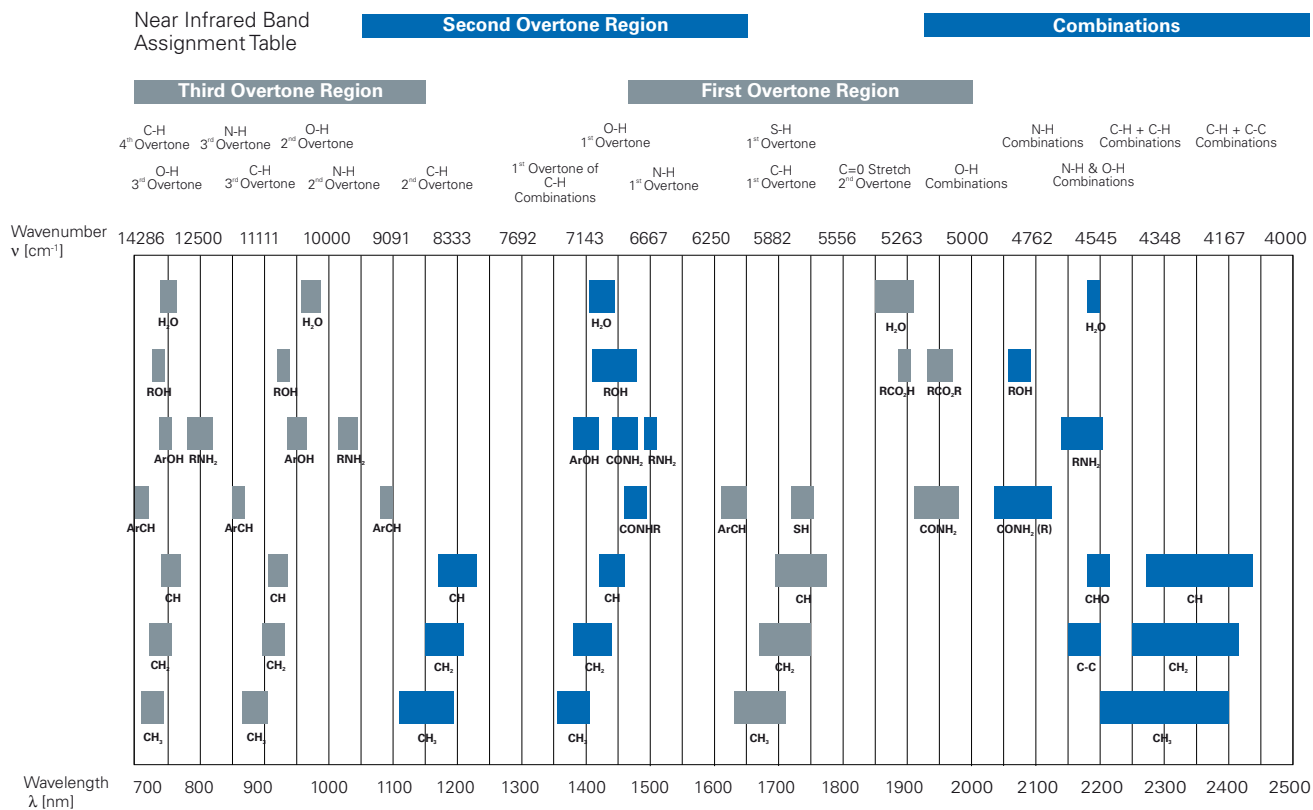 Near Infrared Band
Assignment Table
Second Overtone Region
Combinations
Third Overtone Region
First Overtone Region
C-H
4th Overtone
N-H
3rd Overtone
O-H
2nd Overtone
O-H
1st Overtone
S-H
1st Overtone
N-H
Combinations
C-H + C-H
Combinations
C-H + C-C
Combinations
O-H
3rd Overtone
C-H
3rd Overtone
N-H
2nd Overtone
C-H
2nd Overtone
1st Overtone of
C-H
Combinations
N-H
1st Overtone
C-H
1st Overtone
C=0 Stretch
2nd Overtone
O-H
Combinations
N-H & O-H
Combinations
Wavenumber
ν [cm-1]
14286 12500 11111 10000 9091 8333 7692 7143 6667 6250 5882 5556 5263 5000 4762 4545 4348 4167 4000
H2O H2O H2O H2O H2O
ROH ROH ROH RCO2H RCO2R ROH
ArOH RNH2 ArOH RNH2 ArOH CONH2 RNH2 RNH2
ArCH ArCH ArCH CONHR ArCH SH CONH2 CONH2 (R)
CH CH CH CH CH CHO CH
CH2 CH2 CH2 CH2 CH2 C-C CH2
CH3 CH3 CH3 CH3 CH3 CH3
Wavelength
λ [nm]
700 800 900 1000 1100 1200 1300 1400 1500 1600 1700 1800 1900 2000 2100 2200 2300 2400 2500